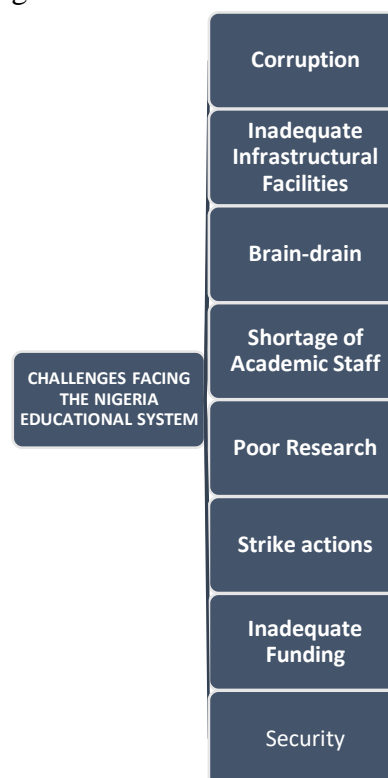 CHALLENGES FACING
THE NIGERIA
EDUCATIONAL SYSTEM
Corruption
Inadequate
Infrastructural
Facilities
Brain-drain
Shortage of
Academic Staff
Poor Research
Strike actions
Inadequate
Funding
Security